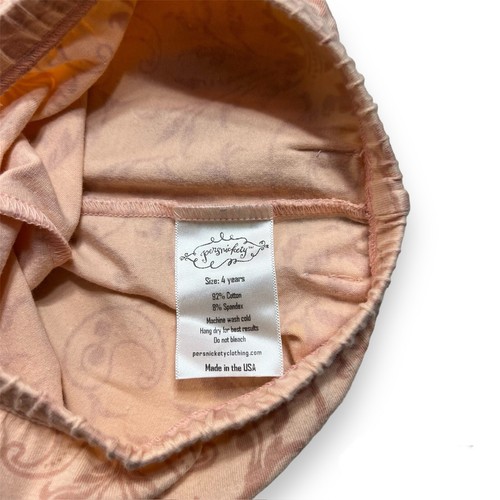 persnickety
Size: 4 years
92% Cotton
8% Spandex
Machine wash cold
Hang dry for best results
Do not bleach
persnicketyclothing.com
Made in the USA